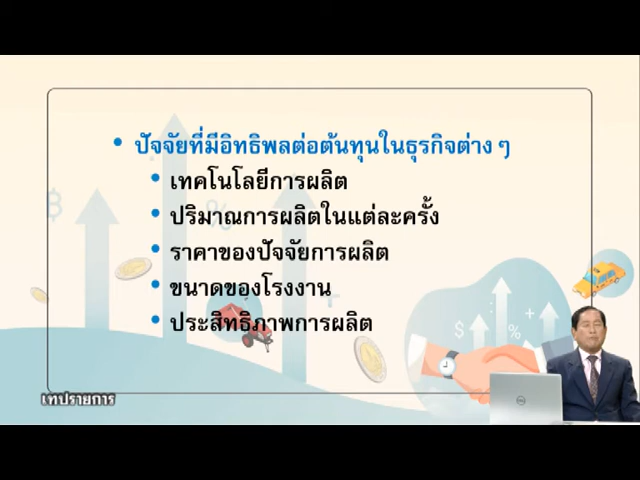 • ปัจจัยที่มีอิทธิพลต่อต้นทุนในธุรกิจต่าง ๆ
• เทคโนโลยีการผลิต
• ปริมาณการผลิตในแต่ละครั้ง
• ราคาของปัจจัยการผลิต
• ขนาดของโรงงาน
• ประสิทธิภาพการผลิต
เทปรายการ